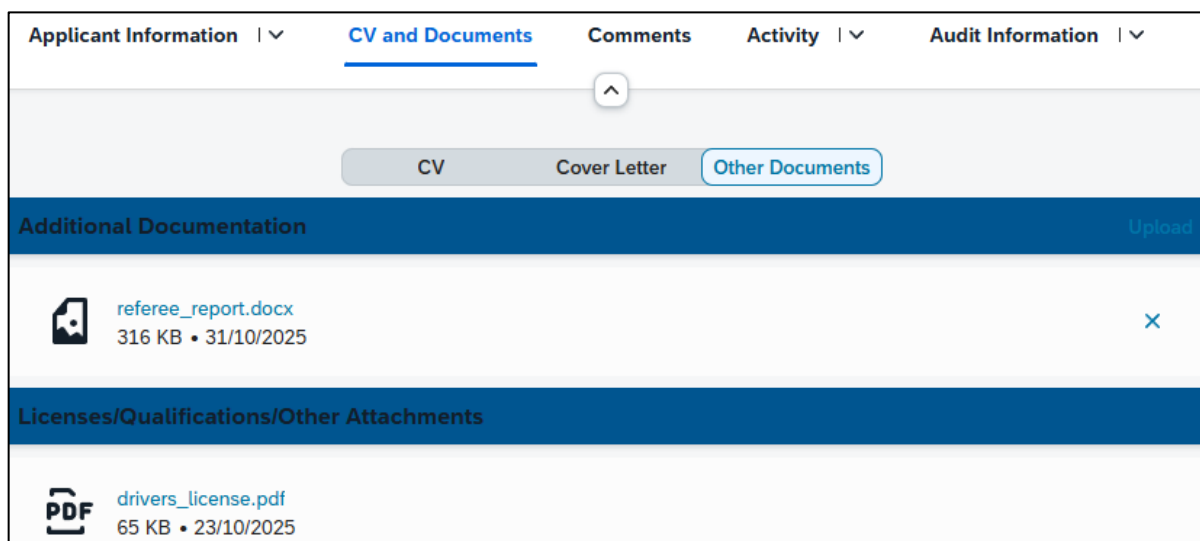 Applicant Information | CV and Documents Comments Activity | Audit Information |
CV Cover Letter Other Documents
Additional Documentation Upload
referee_report.docx
316 KB • 31/10/2025
Licenses/Qualifications/Other Attachments
PDF
drivers_license.pdf
65 KB • 23/10/2025